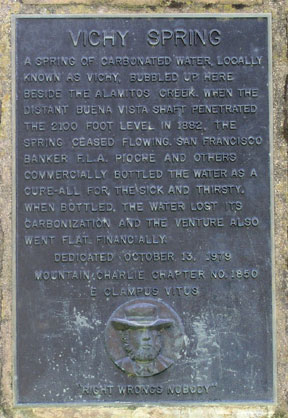 VICHY SPRING
A SPRING OF CARBONATED WATER, LOCALLY
KNOWN AS VICHY, BUBBLED UP HERE
BESIDE THE ALAMITOS CREEK. WHEN THE
DISTANT BUENA VISTA SHAFT PENETRATED
THE 2100 FOOT LEVEL IN 1882, THE
SPRING CEASED FLOWING. SAN FRANCISCO
BANKER F.L.A. PIOCHE AND OTHERS
COMMERCIALLY BOTTLED THE WATER AS A
CURE-ALL FOR THE SICK AND THIRSTY.
WHEN BOTTLED, THE WATER LOST ITS
CARBONIZATION AND THE VENTURE ALSO
WENT FLAT, FINANCIALLY.
DEDICATED OCTOBER 13, 1979
MOUNTAIN CHARLIE CHAPTER NO. 1850
E CLAMPUS VITUS
"RIGHT WRONGS NOBODY"